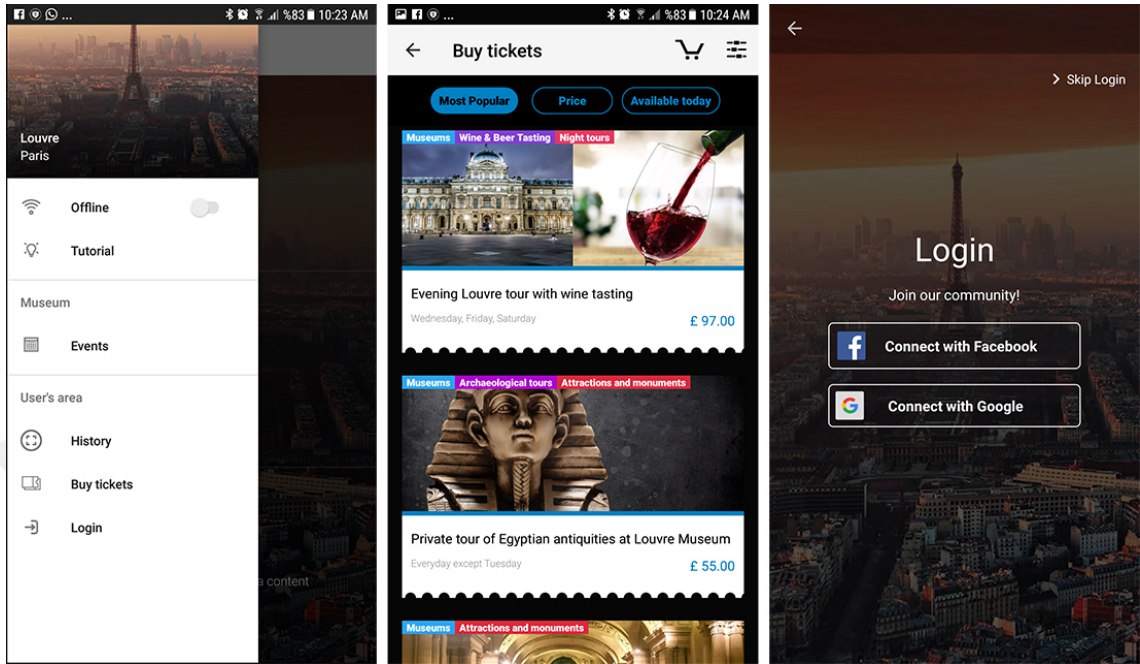 ... %83 10:23 AM
Louvre
Paris
Offline
Tutorial
Museum
Events
User's area
History
Buy tickets
Login
a content
... %83 10:24 AM
Buy tickets
Most Popular Price Available today
Museums Wine & Beer Tasting Night tours
Evening Louvre tour with wine tasting
Wednesday, Friday, Saturday
£ 97.00
Museums Archaeological tours Attractions and monuments
Private tour of Egyptian antiquities at Louvre Museum
Everyday except Tuesday
£ 55.00
Museums Attractions and monuments
Skip Login
Login
Join our community!
Connect with Facebook
Connect with Google